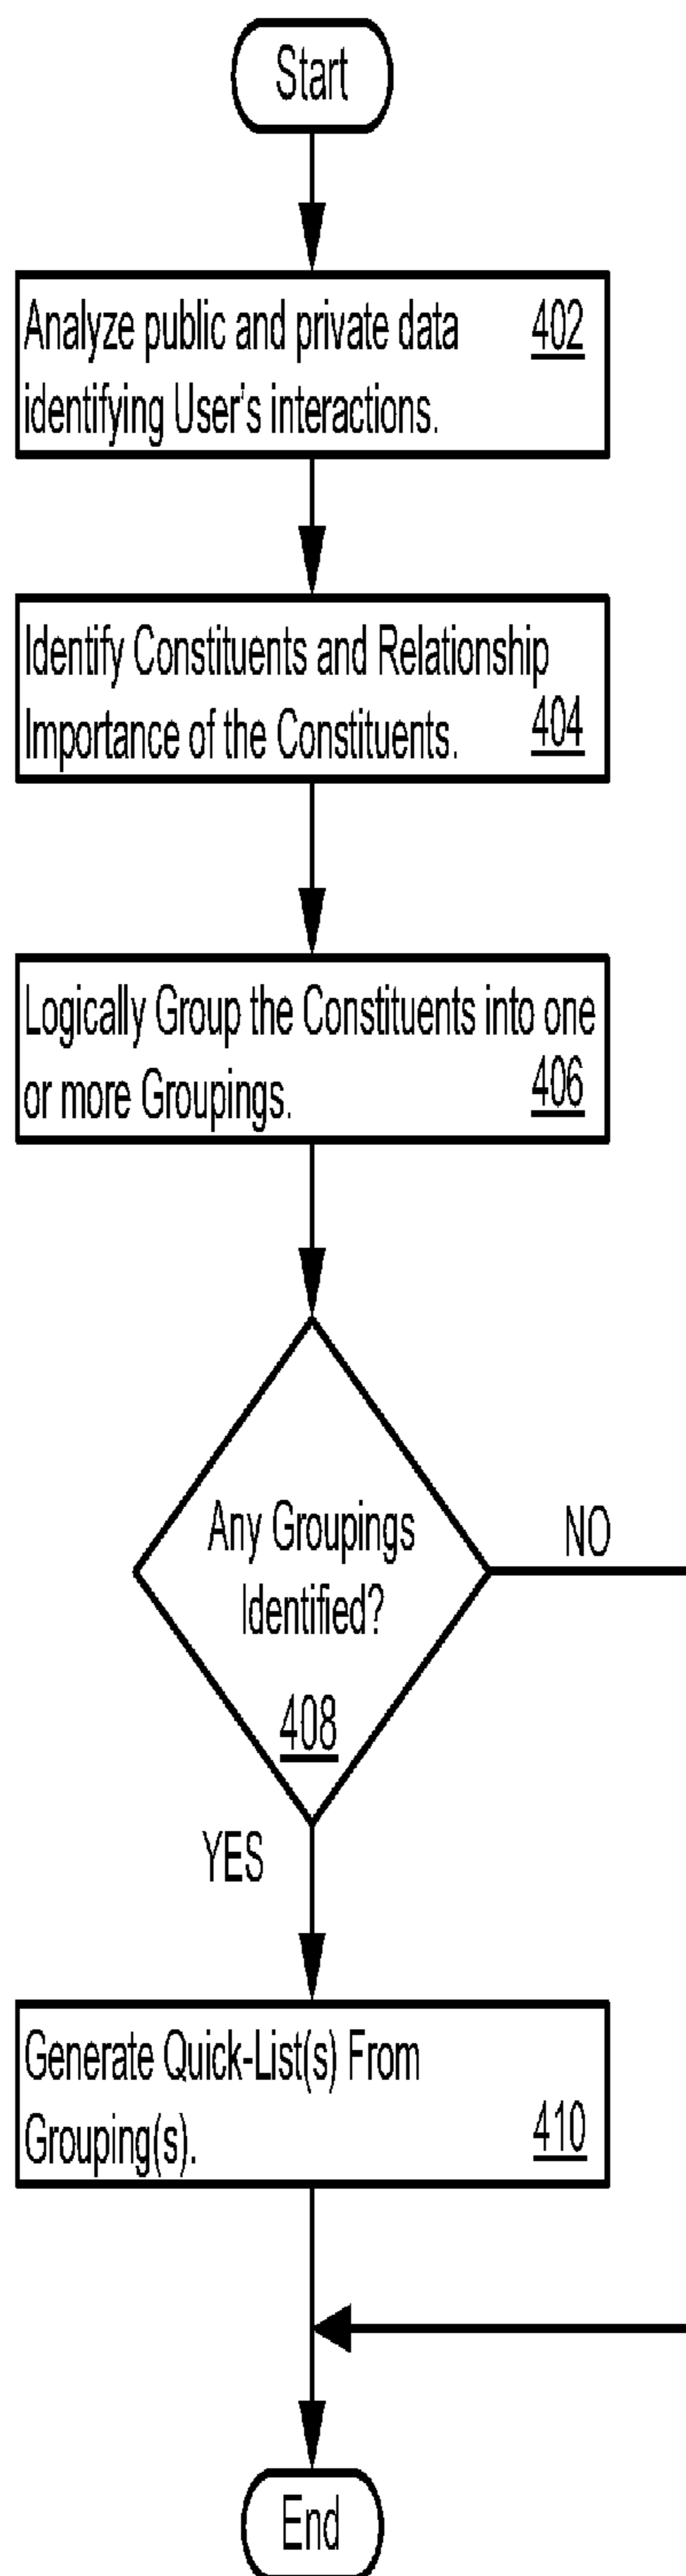 Start
Analyze public and private data 402
identifying User's interactions.
Identify Constituents and Relationship
Importance of the Constituents. 404
Logically Group the Constituents into one
or more Groupings. 406
Any Groupings
Identified?
408
NO
YES
Generate Quick-List(s) From
Grouping(s). 410
End